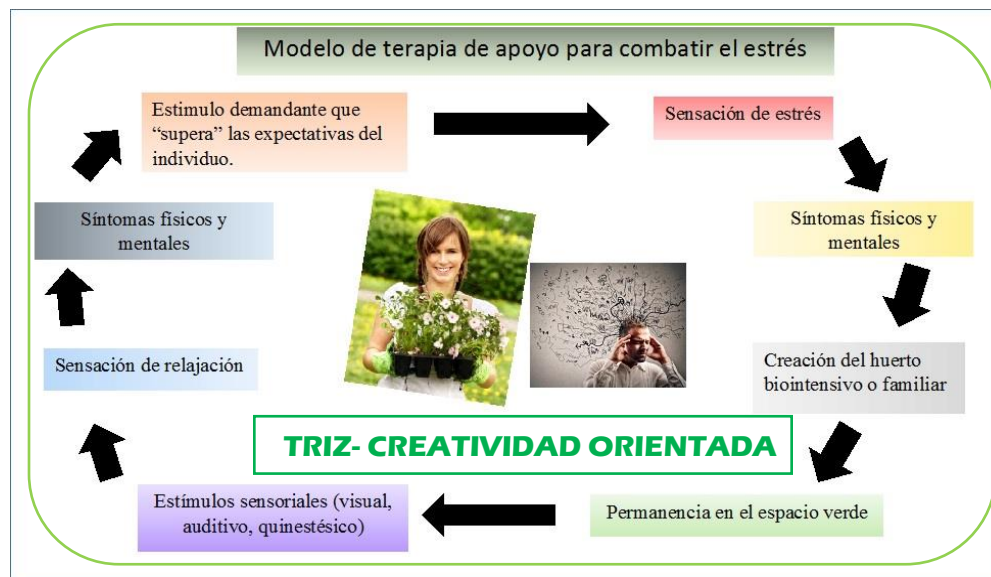 Modelo de terapia de apoyo para combatir el estrés
Estimulo demandante que
“supera” las expectativas del
individuo.
Sensación de estrés
Síntomas físicos y
mentales
Creación del huerto
biointensivo o familiar
Permanencia en el espacio verde
Estímulos sensoriales (visual,
auditivo, quinestésico)
Sensación de relajación
Síntomas físicos y
mentales
TRIZ- CREATIVIDAD ORIENTADA